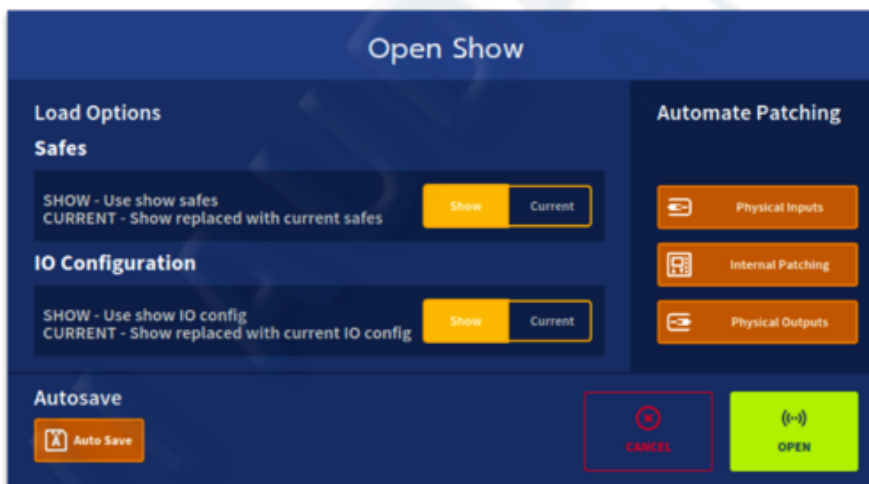 Open Show
Load Options
Safes
SHOW - Use show safes
CURRENT - Show replaced with current safes
Show
Current
IO Configuration
SHOW - Use show IO config
CURRENT - Show replaced with current IO config
Show
Current
Automate Patching
Physical Inputs
Internal Patching
Physical Outputs
Autosave
Auto Save
CANCEL
OPEN